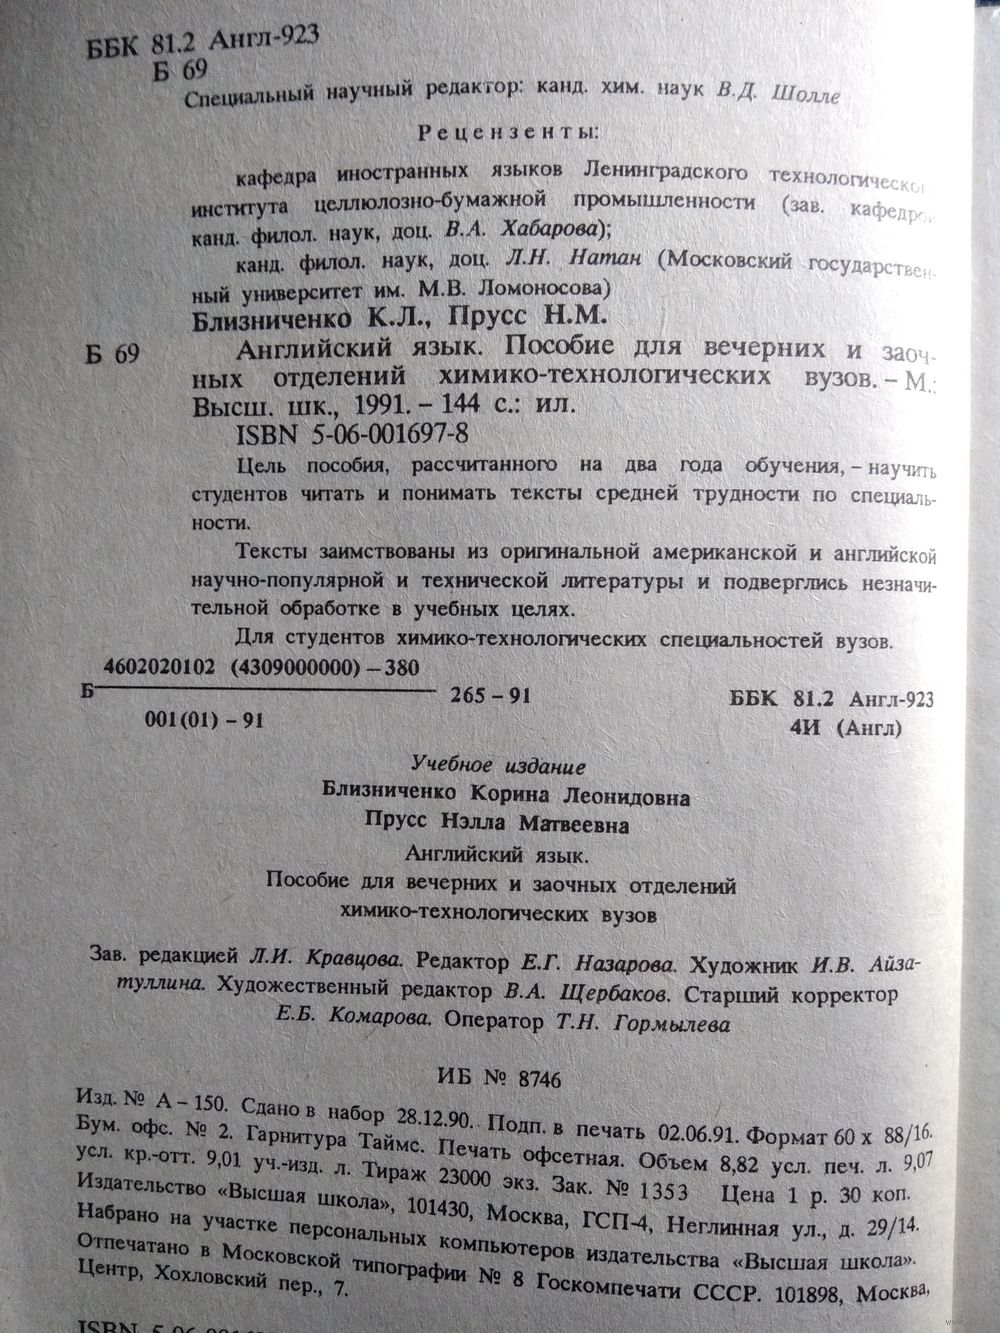 ББК 81.2 Англ-923
Б 69
Специальный научный редактор: канд. хим. наук В.Д. Шолле
Рецензенты:
кафедра иностранных языков Ленинградского технологическо
института целлюлозно-бумажной промышленности (зав. кафедро
канд. филол. наук, доц. В.А. Хабарова);
канд. филол. наук, доц. Л.Н. Натан (Московский государствен-
ный университет им. М.В. Ломоносова)
Близниченко К.Л., Прусс Н.М.
Б 69 Английский язык. Пособие для вечерних и заоч-
ных отделений химико-технологических вузов. – М.:
Высш. шк., 1991. – 144 с.: ил.
ISBN 5-06-001697-8
Цель пособия, рассчитанного на два года обучения, – научить
студентов читать и понимать тексты средней трудности по специаль-
ности.
Тексты заимствованы из оригинальной американской и английской
научно-популярной и технической литературы и подверглись незначи-
тельной обработке в учебных целях.
Для студентов химико-технологических специальностей вузов.
4602020102 (4309000000) – 380
Б 265 – 91 ББК 81.2 Англ-923
001(01) – 91 4И (Англ)
Учебное издание
Близниченко Корина Леонидовна
Прусс Нэлла Матвеевна
Английский язык.
Пособие для вечерних и заочных отделений
химико-технологических вузов
Зав. редакцией Л.И. Кравцова. Редактор Е.Г. Назарова. Художник И.В. Айза-
туллина. Художественный редактор В.А. Щербаков. Старший корректор
Е.Б. Комарова. Оператор Т.Н. Гормылева
ИБ № 8746
Изд. № А – 150. Сдано в набор 28.12.90. Подп. в печать 02.06.91. Формат 60 х 88/16.
Бум. офс. № 2. Гарнитура Таймс. Печать офсетная. Объем 8,82 усл. печ. л. 9,07
усл. кр.-отт. 9,01 уч.-изд. л. Тираж 23000 экз. Зак. № 1353 Цена 1 р. 30 коп.
Издательство «Высшая школа», 101430, Москва, ГСП-4, Неглинная ул., д. 29/14.
Набрано на участке персональных компьютеров издательства «Высшая школа».
Отпечатано в Московской типографии № 8 Госкомпечати СССР. 101898, Москва,
Центр, Хохловский пер., 7.
ISBN